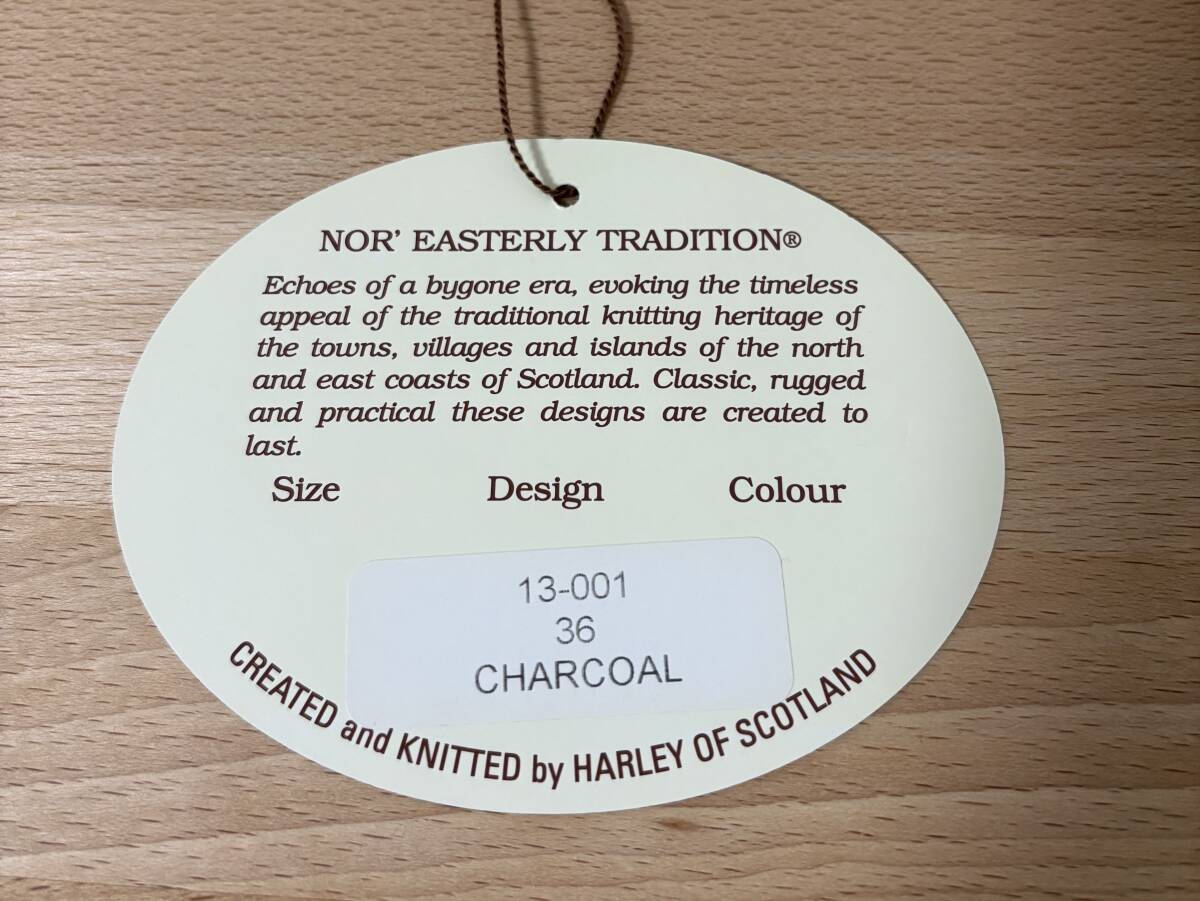 NOR' EASTERLY TRADITION®
Echoes of a bygone era, evoking the timeless
appeal of the traditional knitting heritage of
the towns, villages and islands of the north
and east coasts of Scotland. Classic, rugged
and practical these designs are created to
last.
Size Design Colour
13-001
36
CHARCOAL
CREATED and KNITTED by HARLEY OF SCOTLAND